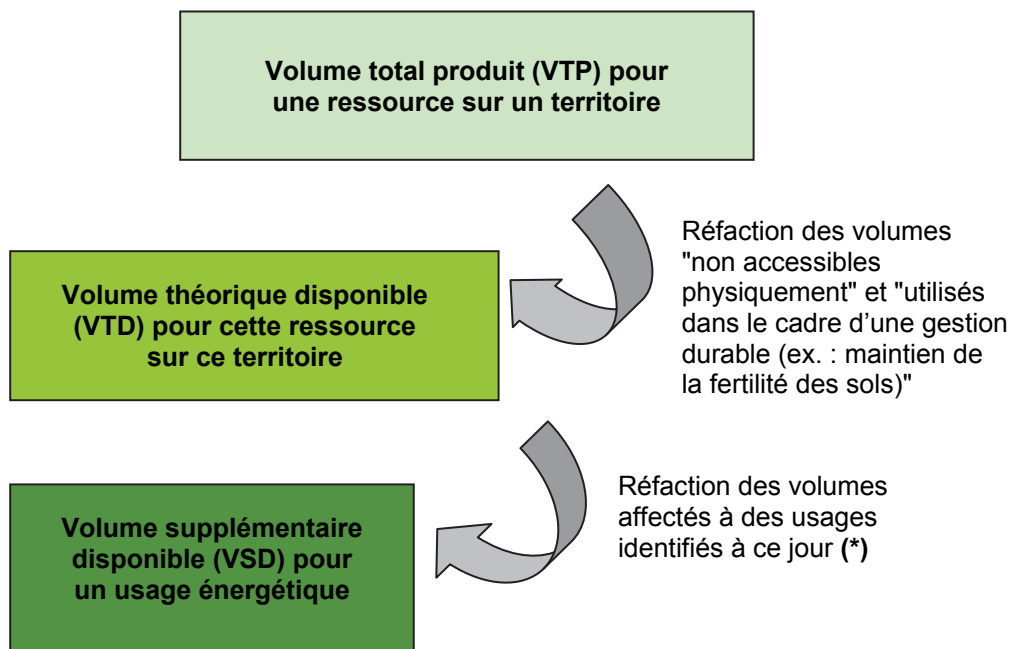 Volume total produit (VTP) pour
une ressource sur un territoire
Réfaction des volumes
"non accessibles
physiquement" et "utilisés
dans le cadre d’une gestion
durable (ex. : maintien de
la fertilité des sols)"
Volume théorique disponible
(VTD) pour cette ressource
sur ce territoire
Réfaction des volumes
affectés à des usages
identifiés à ce jour (*)
Volume supplémentaire
disponible (VSD) pour
un usage énergétique